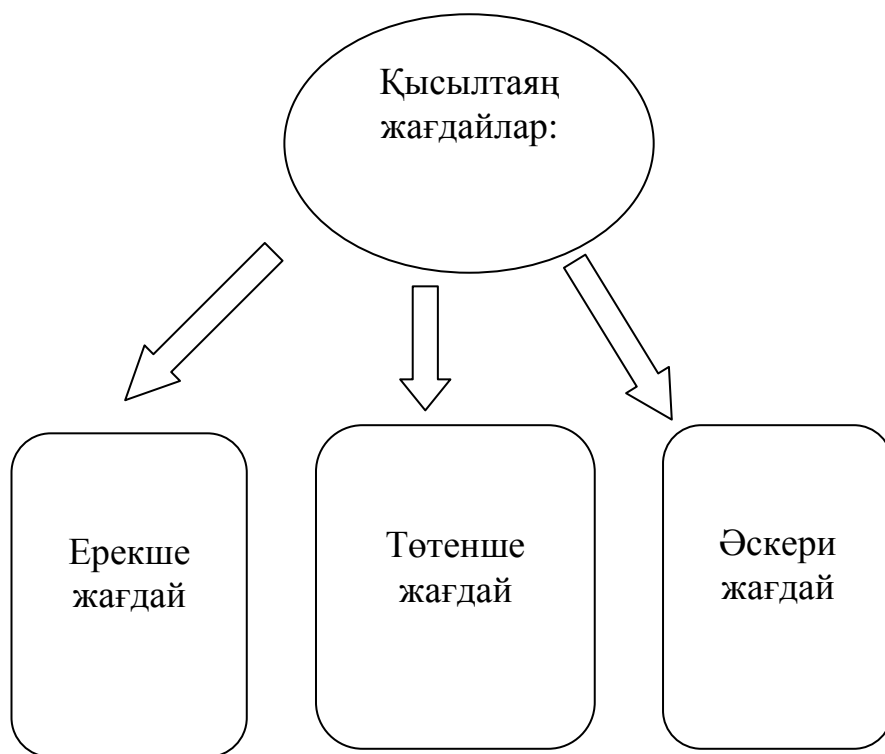 Қысылтаяң
жағдайлар:
Ерекше
жағдай
Төтенше
жағдай
Әскери
жағдай